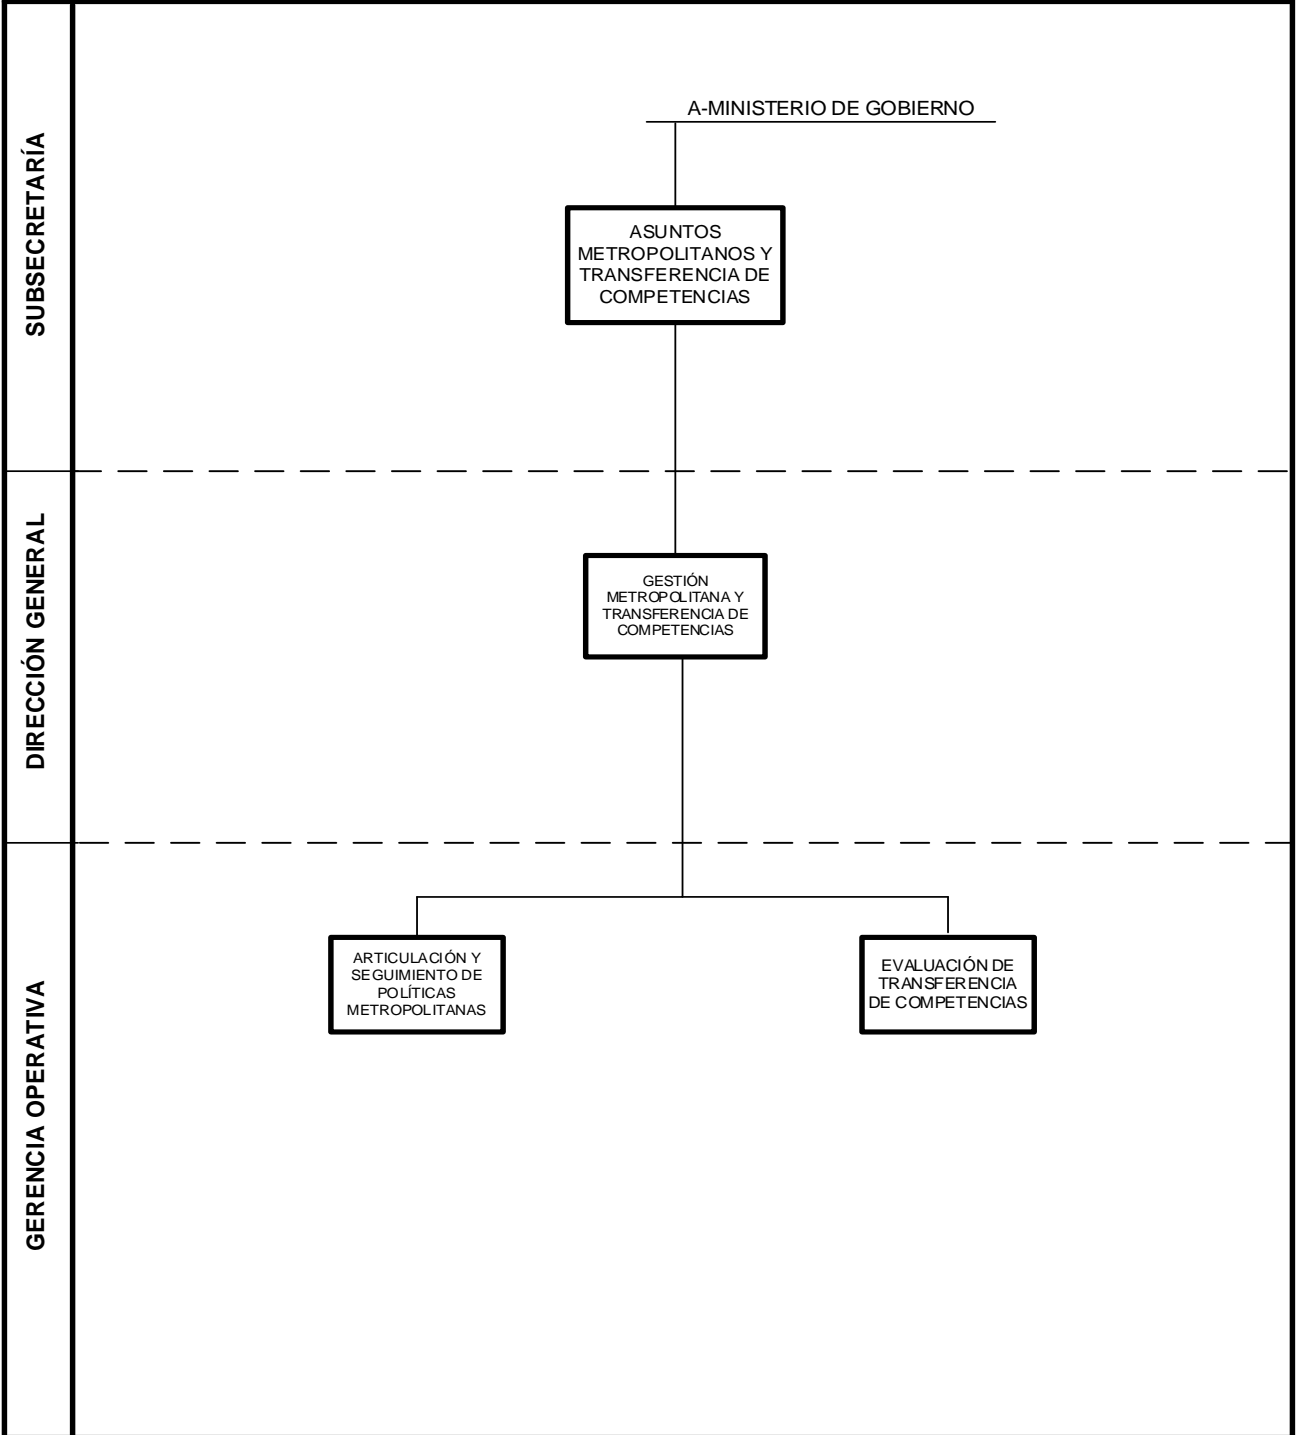 SUBSECRETARÍA
A-MINISTERIO DE GOBIERNO
ASUNTOS
METROPOLITANOS Y
TRANSFERENCIA DE
COMPETENCIAS
DIRECCIÓN GENERAL
GESTIÓN
METROPOLITANA Y
TRANSFERENCIA DE
COMPETENCIAS
GERENCIA OPERATIVA
ARTICULACIÓN Y
SEGUIMIENTO DE
POLÍTICAS
METROPOLITANAS
EVALUACIÓN DE
TRANSFERENCIA
DE COMPETENCIAS